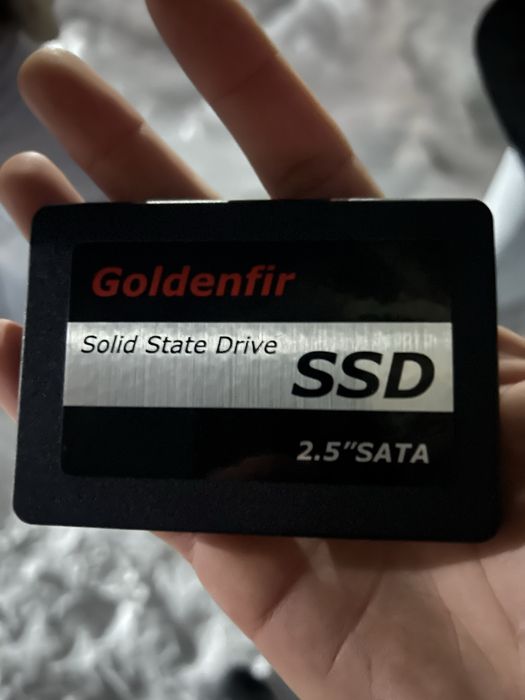 Goldenfir
Solid State Drive
SSD
2.5"SATA